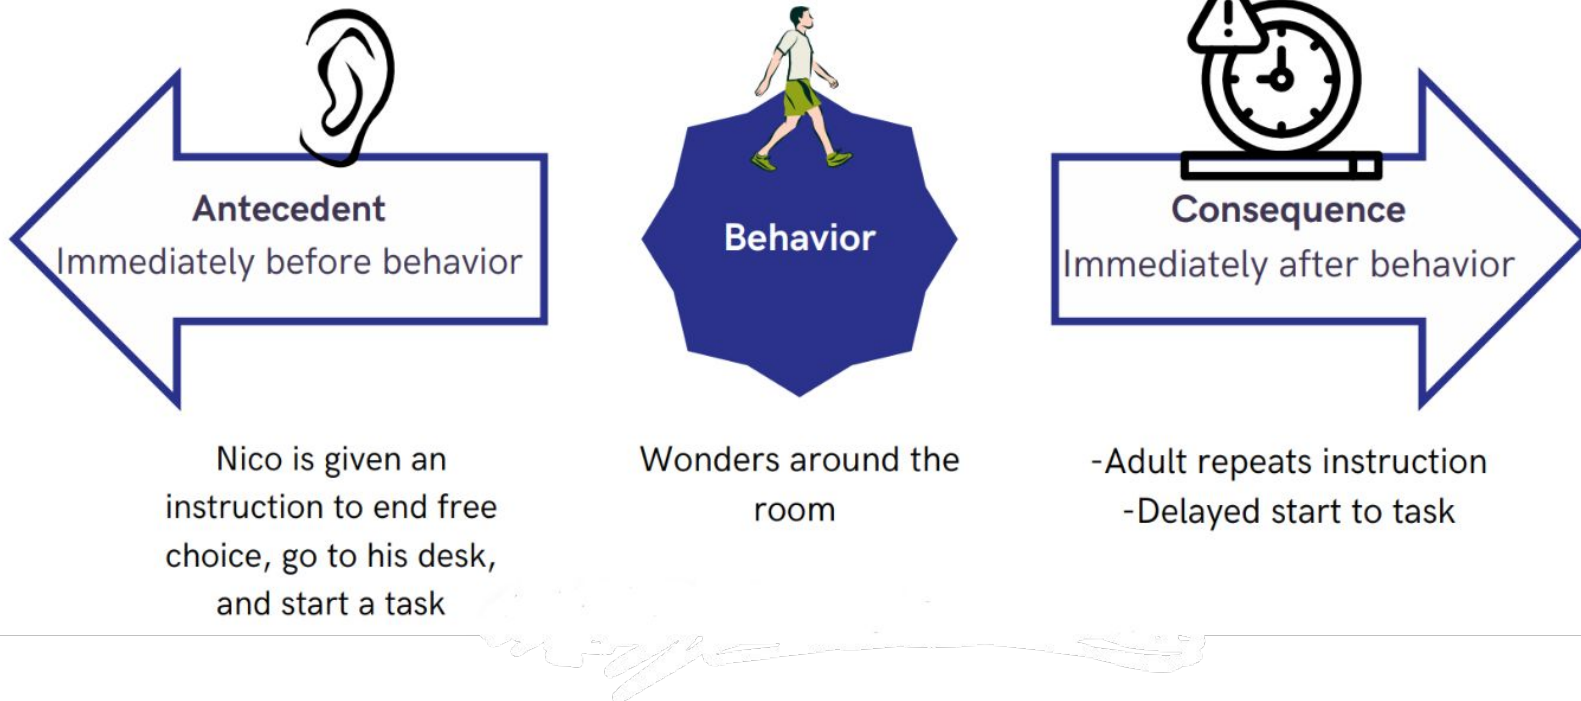 Antecedent
Immediately before behavior
Behavior
Consequence
Immediately after behavior
Nico is given an
instruction to end free
choice, go to his desk,
and start a task
Wonders around the
room
-Adult repeats instruction
-Delayed start to task